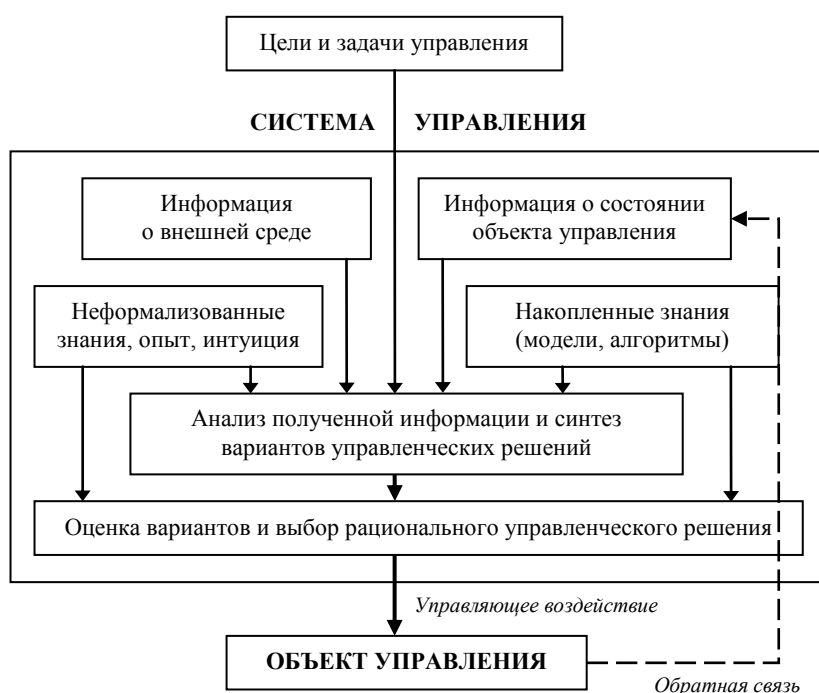 Цели и задачи управления
СИСТЕМА УПРАВЛЕНИЯ
Информация
о внешней среде
Информация о состоянии
объекта управления
Неформализованные
знания, опыт, интуиция
Накопленные знания
(модели, алгоритмы)
Анализ полученной информации и синтез
вариантов управленческих решений
Оценка вариантов и выбор рационального управленческого решения
Управляющее воздействие
ОБЪЕКТ УПРАВЛЕНИЯ
Обратная связь